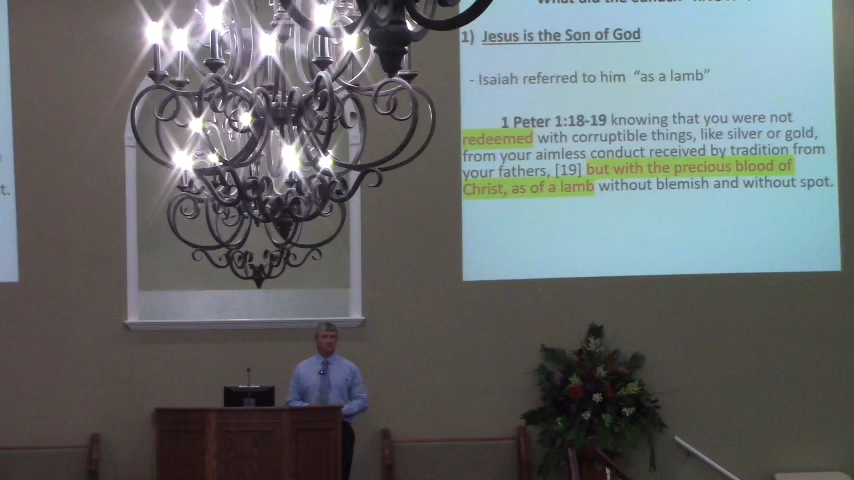 What did the
1) Jesus is the Son of God
- Isaiah referred to him "as a lamb"
1 Peter 1:18-19 knowing that you were not
redeemed with corruptible things, like silver or gold,
from your aimless conduct received by tradition from
your fathers, [19] but with the precious blood of
Christ, as of a lamb without blemish and without spot.
t.